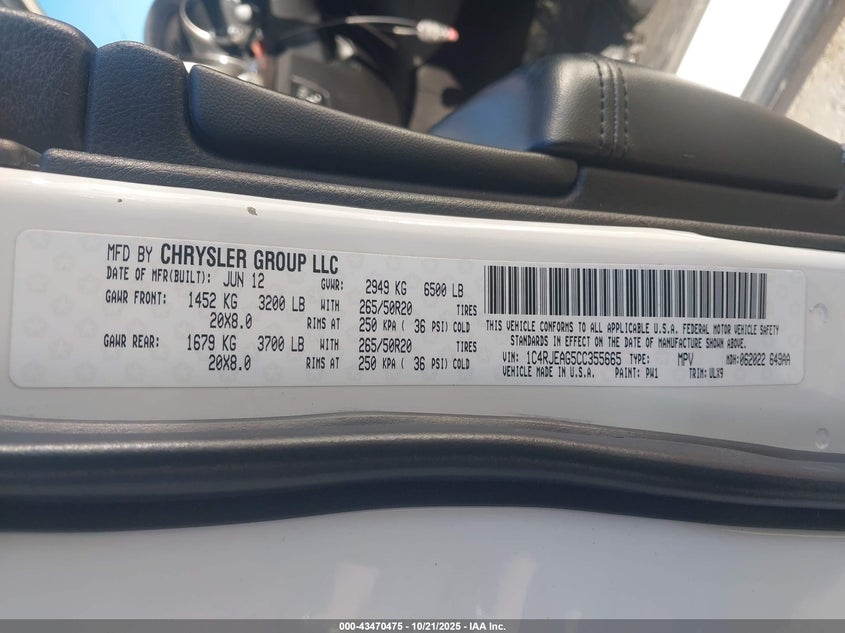 MFD BY CHRYSLER GROUP LLC
DATE OF MFR(BUILT): JUN 12 GVWR: 2949 KG 6500 LB
GAWR FRONT: 1452 KG 3200 LB WITH 265/50R20 TIRES
20X8.0 RIMS AT 250 KPA ( 36 PSI) COLD
GAWR REAR: 1679 KG 3700 LB WITH 265/50R20 TIRES
20X8.0 RIMS AT 250 KPA ( 36 PSI) COLD
THIS VEHICLE CONFORMS TO ALL APPLICABLE U.S.A. FEDERAL MOTOR VEHICLE SAFETY
STANDARDS IN EFFECT ON THE DATE OF MANUFACTURE SHOWN ABOVE.
VIN: 1C4RJEAG5CC355665 TYPE: MPV MDH:062022 649AA
VEHICLE MADE IN U.S.A. PAINT: PW1 TRIM: ULX9
000-43470475 - 10/21/2025 - IAA Inc.